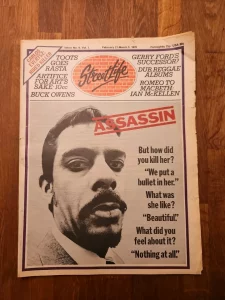 TOOTS
GOES
RASTA
ARTIFICE
FOR ART'S
SAKE 10cc
BUCK OWENS
StreetLife
GERRY FORD'S
SUCCESSOR?
DUB REGGAE
ALBUMS
ROMEO TO
MACBETH
IAN McKELLEN
ASSASSIN
But how did
you kill her?
"We put a
bullet in her."
What was
she like?
"Beautiful."
What did you
feel about it?
"Nothing at all."